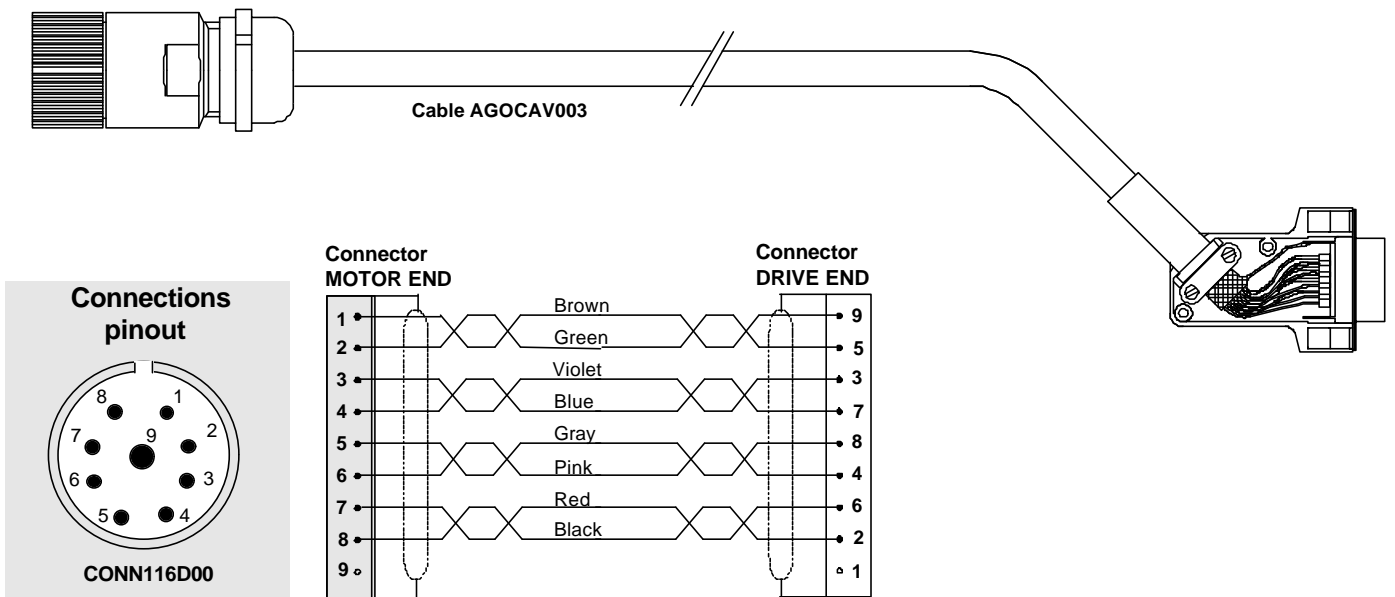 Cable AGOCAV003
Connector
MOTOR END
Connector
DRIVE END
Connections
pinout
8
1
7
9
2
6
3
5
4
CONN116D00
1
Brown
9
2
Green
5
3
Violet
3
4
Blue
7
5
Gray
8
6
Pink
4
7
Red
6
8
Black
2
9
1